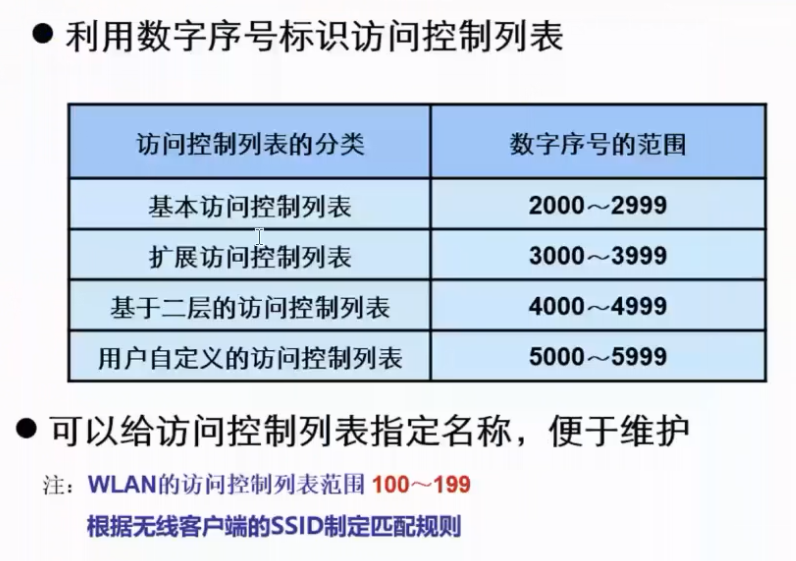 利用数字序号标识访问控制列表
访问控制列表的分类 数字序号的范围
基本访问控制列表 2000～2999
扩展访问控制列表 3000～3999
基于二层的访问控制列表 4000～4999
用户自定义的访问控制列表 5000～5999
可以给访问控制列表指定名称，便于维护
注：WLAN的访问控制列表范围 100～199
根据无线客户端的SSID制定匹配规则